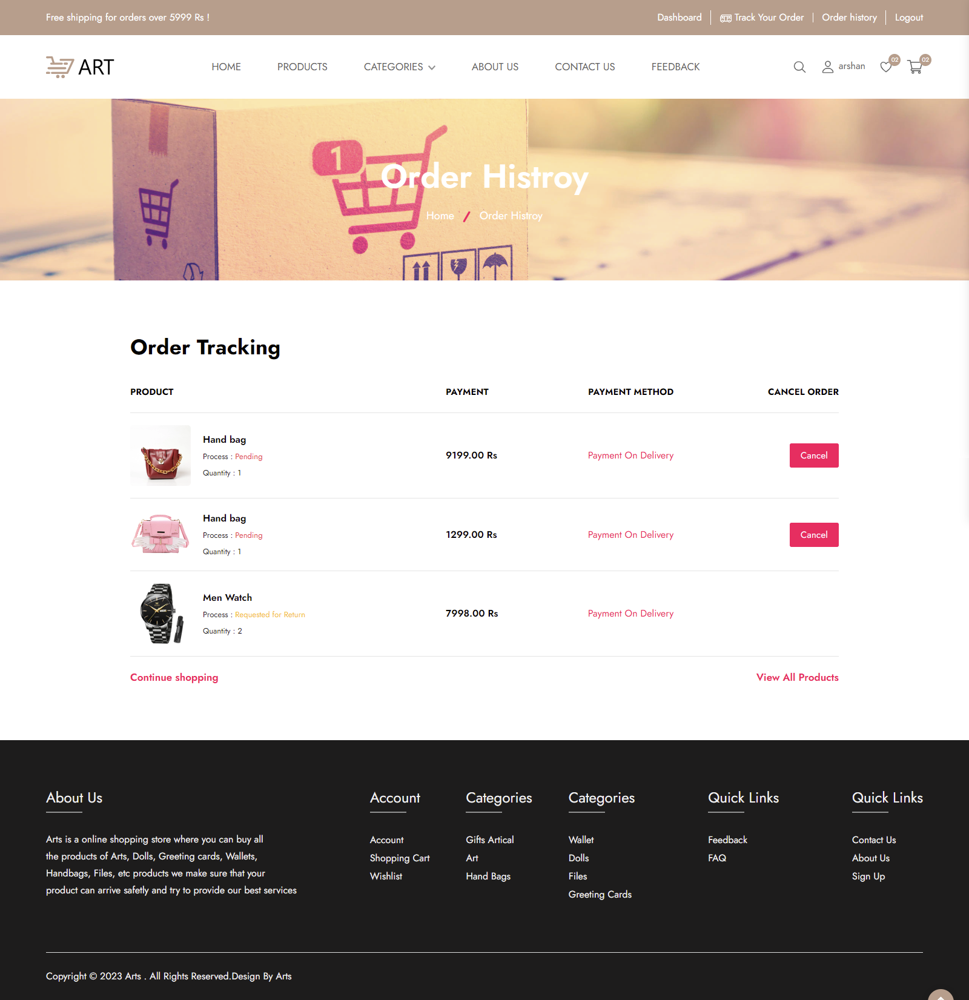 Free shipping for orders over 5999 Rs !
Dashboard
Track Your Order
Order history
Logout
ART
HOME
PRODUCTS
CATEGORIES
ABOUT US
CONTACT US
FEEDBACK
arshan
02
02
1
Order Histroy
Home
Order Histroy
Order Tracking
PRODUCT
PAYMENT
PAYMENT METHOD
CANCEL ORDER
Hand bag
Process : Pending
Quantity : 1
9199.00 Rs
Payment On Delivery
Cancel
Hand bag
Process : Pending
Quantity : 1
1299.00 Rs
Payment On Delivery
Cancel
Men Watch
Process : Requested for Return
Quantity : 2
7998.00 Rs
Payment On Delivery
Continue shopping
View All Products
About Us
Arts is a online shopping store where you can buy all
the products of Arts, Dolls, Greeting cards, Wallets,
Handbags, Files, etc products we make sure that your
product can arrive safetly and try to provide our best services
Account
Account
Shopping Cart
Wishlist
Categories
Gifts Artical
Art
Hand Bags
Categories
Wallet
Dolls
Files
Greeting Cards
Quick Links
Feedback
FAQ
Quick Links
Contact Us
About Us
Sign Up
Copyright © 2023 Arts . All Rights Reserved.Design By Arts